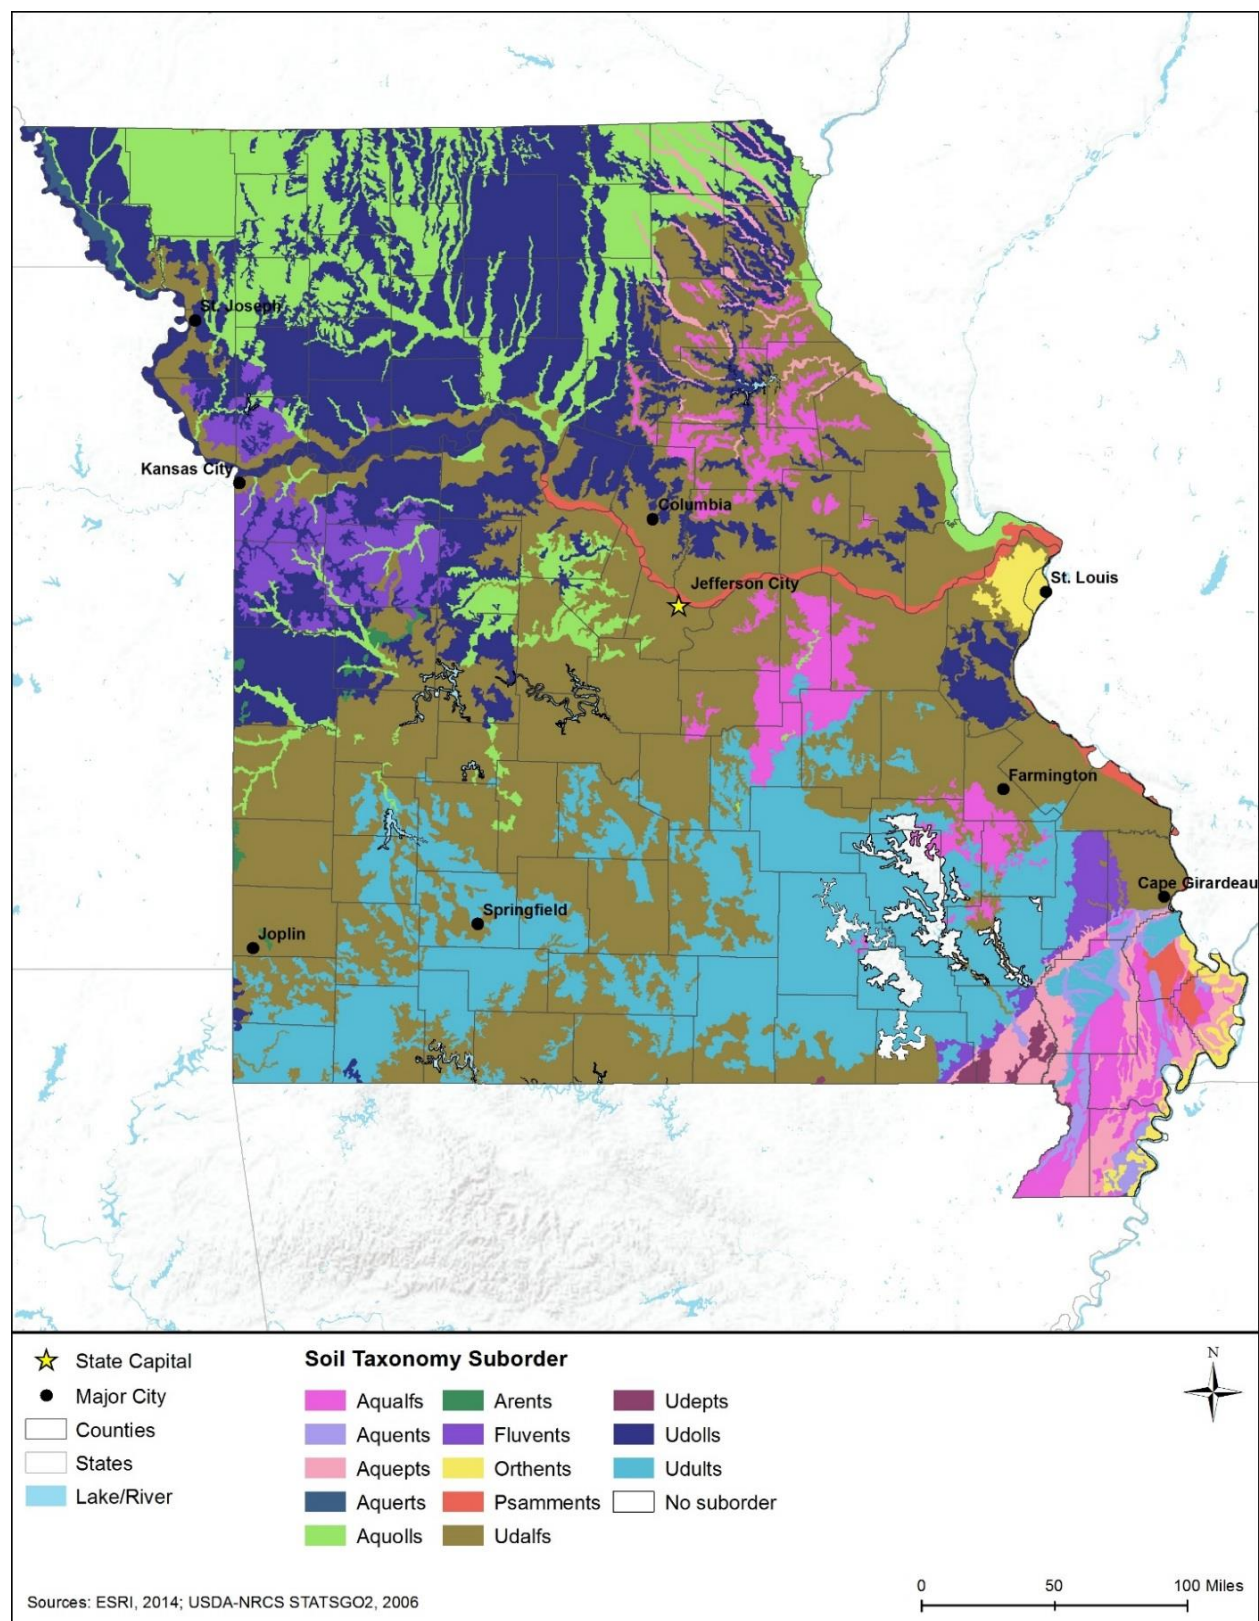 St. Joseph
Kansas City
Columbia
Jefferson City
St. Louis
Farmington
Cape Girardeau
Springfield
Joplin
State Capital
Major City
Counties
States
Lake/River
Soil Taxonomy Suborder
Aqualfs
Aquents
Aquepts
Aquerts
Aquolls
Arents
Fluvents
Orthents
Psamments
Udalfs
Udepts
Udolls
Udults
No suborder
N
0 50 100 Miles
Sources: ESRI, 2014; USDA-NRCS STATSGO2, 2006